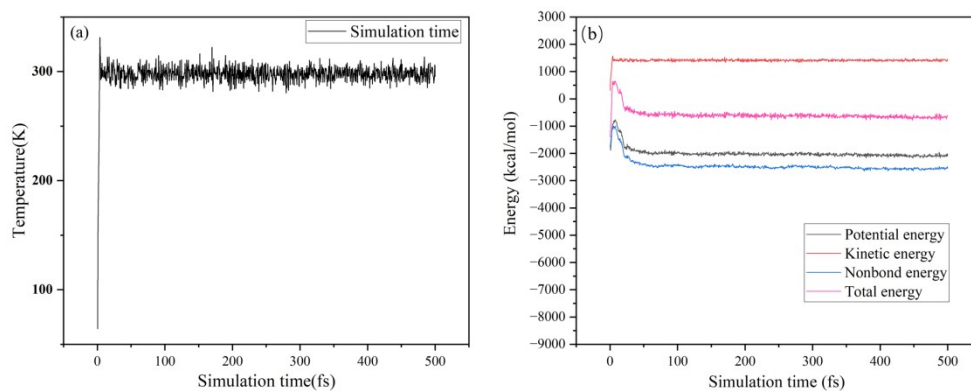 (a)
Simulation time
300
200
100
Temperature(K)
0
100
200
300
400
500
Simulation time(fs)
(b)
3000
2000
1000
0
−1000
−2000
−3000
−4000
−5000
−6000
−7000
−8000
−9000
Energy (kcal/mol)
Potential energy
Kinetic energy
Nonbond energy
Total energy
0
100
200
300
400
500
Simulation time (fs)